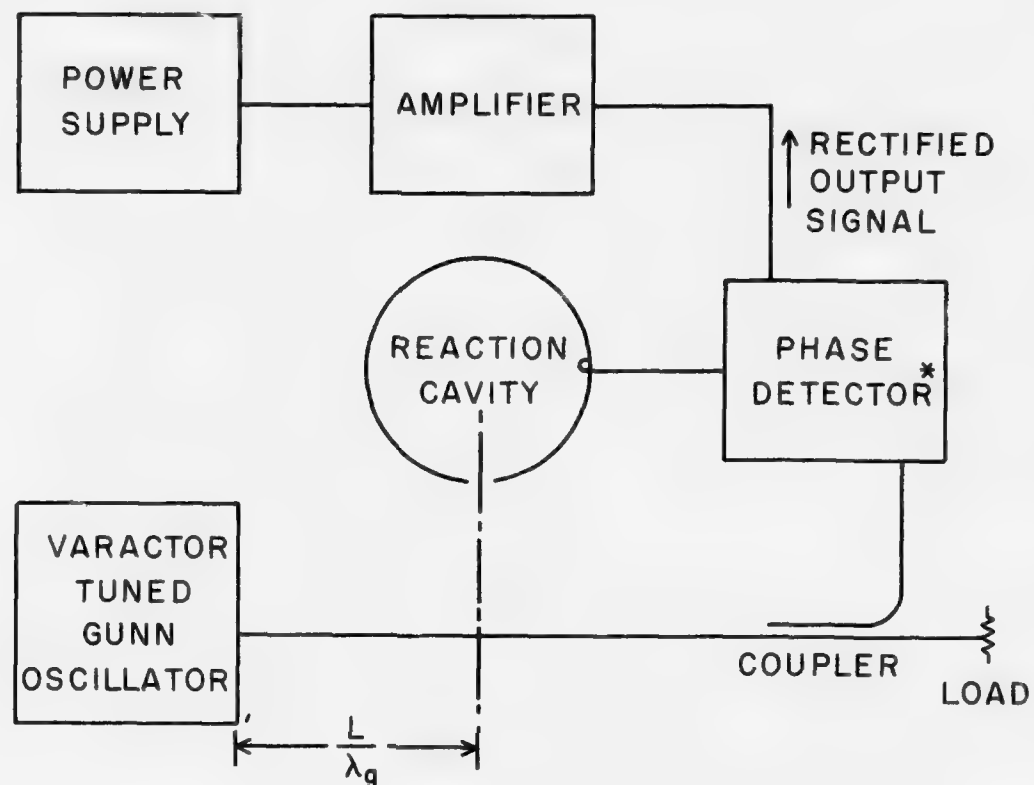 POWER
SUPPLY
AMPLIFIER
RECTIFIED
OUTPUT
SIGNAL
REACTION
CAVITY
PHASE
DETECTOR*
VARACTOR
TUNED
GUNN
OSCILLATOR
COUPLER
LOAD
L
λg